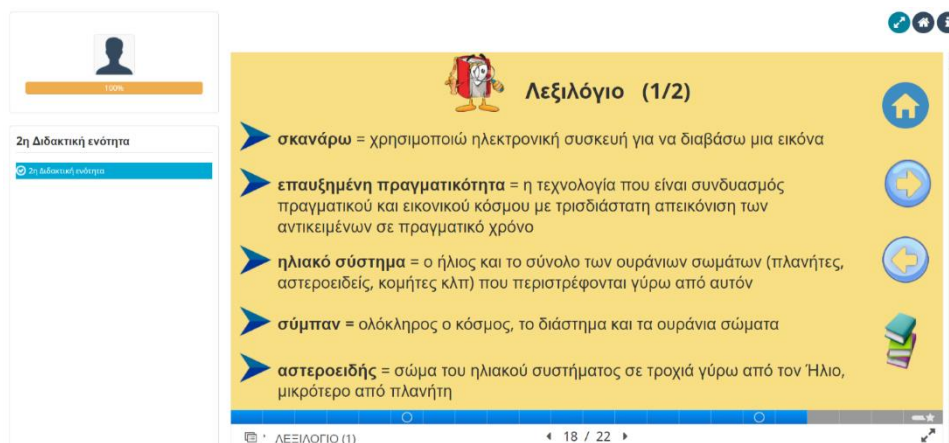 100%
2η Διδακτική ενότητα
2η Διδακτική ενότητα
Λεξιλόγιο (1/2)
σκανάρω = χρησιμοποιώ ηλεκτρονική συσκευή για να διαβάσω μια εικόνα
επαυξημένη πραγματικότητα = η τεχνολογία που είναι συνδυασμός
πραγματικού και εικονικού κόσμου με τρισδιάστατη απεικόνιση των
αντικειμένων σε πραγματικό χρόνο
ηλιακό σύστημα = ο ήλιος και το σύνολο των ουράνιων σωμάτων (πλανήτες,
αστεροειδείς, κομήτες κλπ) που περιστρέφονται γύρω από αυτόν
σύμπαν = ολόκληρος ο κόσμος, το διάστημα και τα ουράνια σώματα
αστεροειδής = σώμα του ηλιακού συστήματος σε τροχιά γύρω από τον Ήλιο,
μικρότερο από πλανήτη
ΛΕΞΙΛΟΓΙΟ (1)
18 / 22